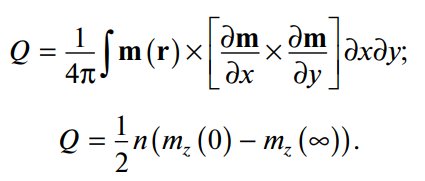 Q = \frac{1}{4\pi} \int \mathbf{m}(\mathbf{r}) \times \left[ \frac{\partial \mathbf{m}}{\partial x} \times \frac{\partial \mathbf{m}}{\partial y} \right] \partial x \partial y;
Q = \frac{1}{2} n (m_z(0) - m_z(\infty)).